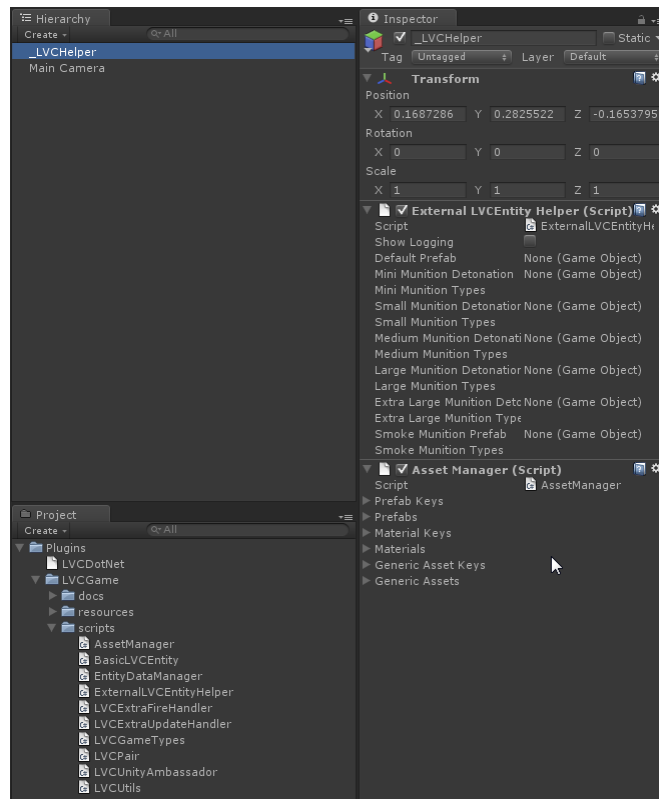 Hierarchy
Create
All
_LVCHelper
Main Camera
Inspector
_LVCHelper
Static
Tag Untagged Layer Default
Transform
Position
X 0.1687286 Y 0.2825522 Z -0.1653795
Rotation
X 0 Y 0 Z 0
Scale
X 1 Y 1 Z 1
External LVCEntity Helper (Script)
Script ExternalLVCEntityHe
Show Logging
Default Prefab None (Game Object)
Mini Munition Detonation None (Game Object)
Mini Munition Types
Small Munition Detonation None (Game Object)
Small Munition Types
Medium Munition Detonati None (Game Object)
Medium Munition Types
Large Munition Detonation None (Game Object)
Large Munition Types
Extra Large Munition Deto None (Game Object)
Extra Large Munition Type
Smoke Munition Prefab None (Game Object)
Smoke Munition Types
Asset Manager (Script)
Script AssetManager
Prefab Keys
Prefabs
Material Keys
Materials
Generic Asset Keys
Generic Assets
Project
Create
All
Plugins
LVCDotNet
LVCGame
docs
resources
scripts
AssetManager
BasicLVCEntity
EntityDataManager
ExternalLVCEntityHelper
LVCExtraFireHandler
LVCExtraUpdateHandler
LVCGameTypes
LVCPair
LVCUnityAmbassador
LVCUtils